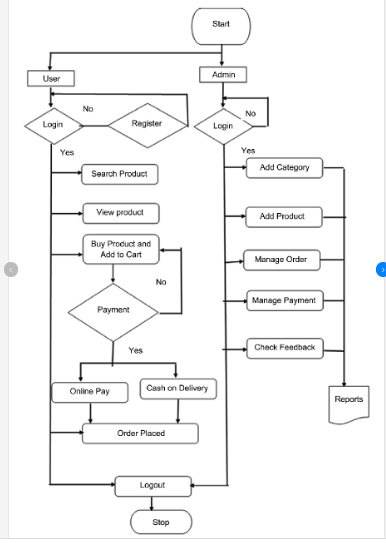 Start
User
Admin
No
No
Login
Register
Login
Yes
Yes
Search Product
Add Category
View product
Add Product
Buy Product and
Add to Cart
Manage Order
No
Payment
Manage Payment
Yes
Check Feedback
Online Pay
Cash on Delivery
Reports
Order Placed
Logout
Stop